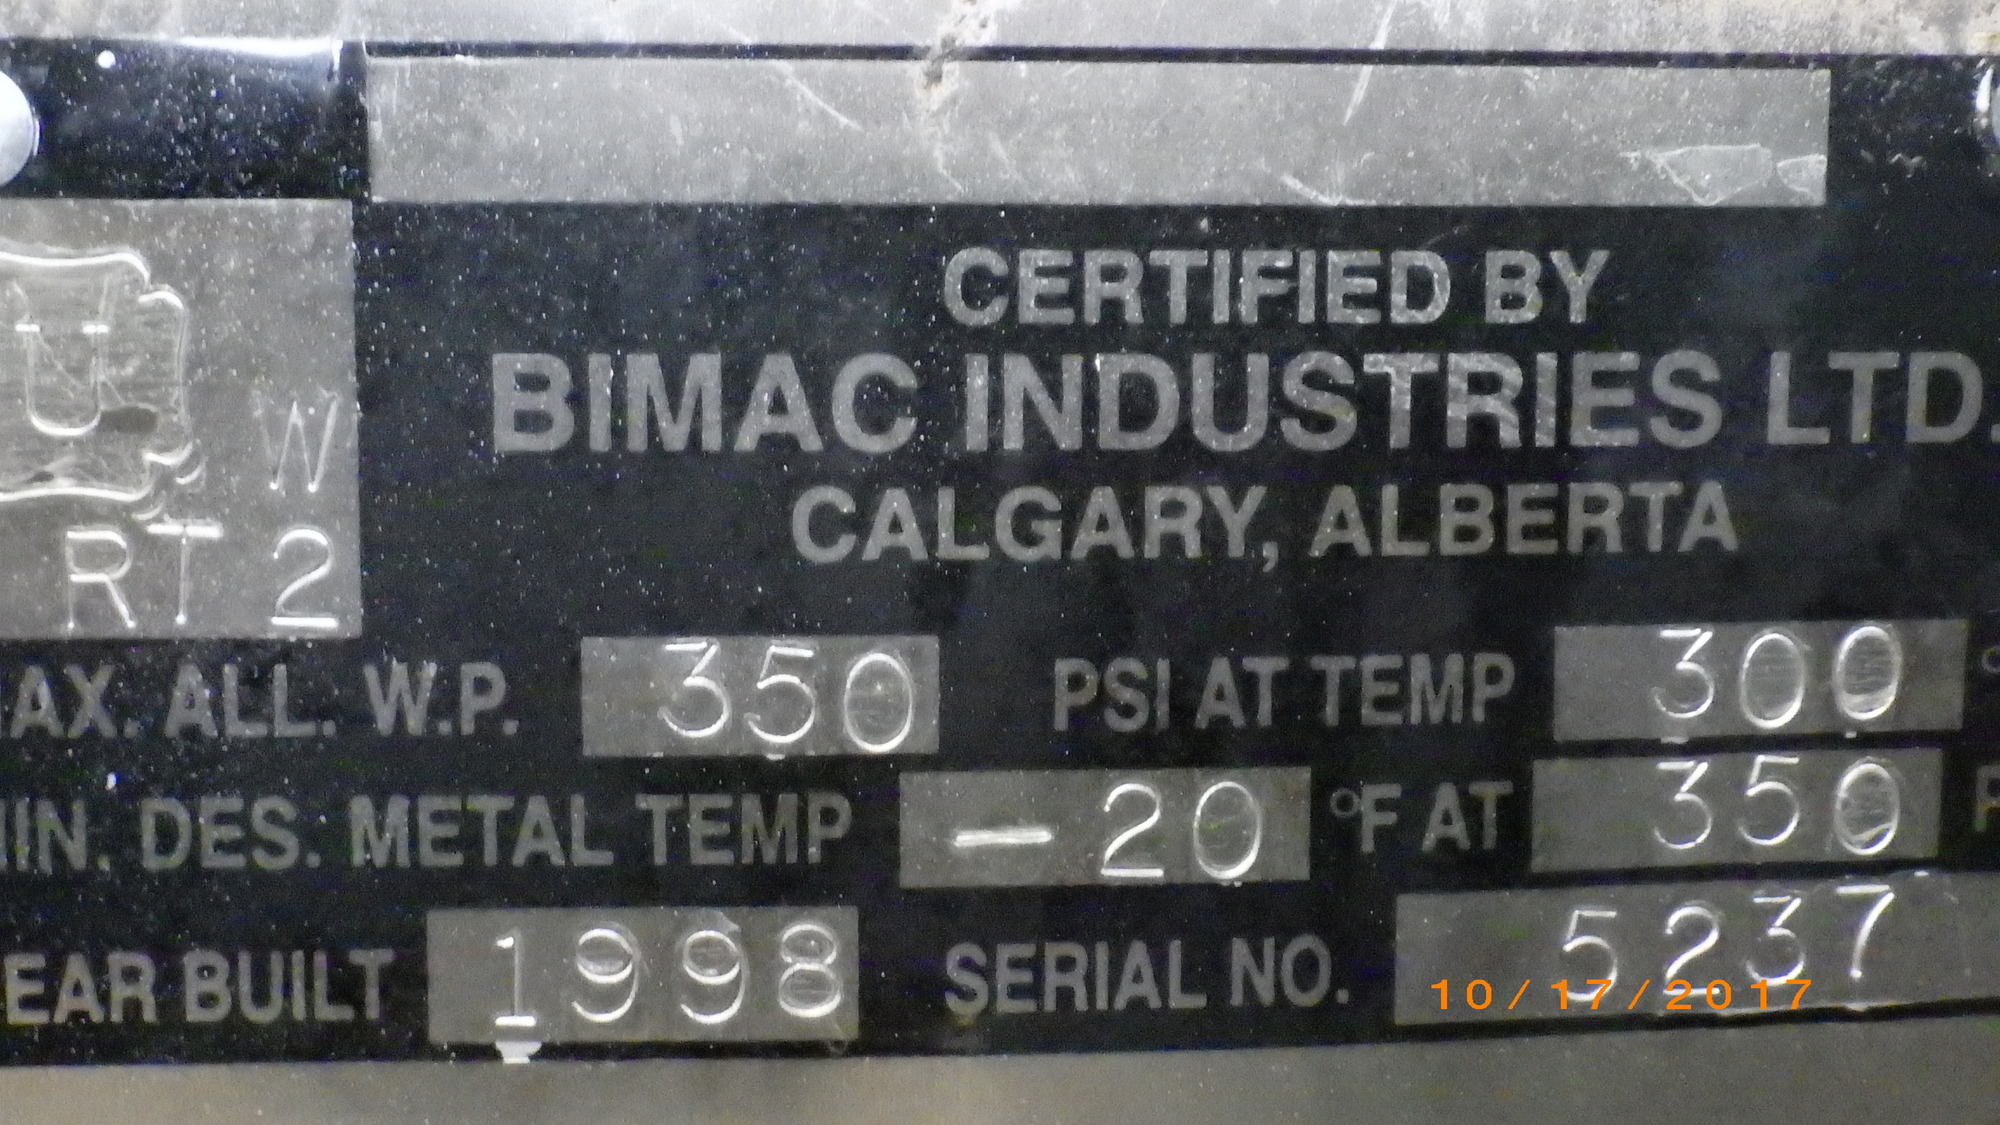 CERTIFIED BY
BIMAC INDUSTRIES LTD.
CALGARY, ALBERTA
U
W
RT 2
AX. ALL. W.P. 350 PSI AT TEMP 300 °
IN. DES. METAL TEMP -20 °F AT 350 P
EAR BUILT 1998 SERIAL NO. 5237
10/17/2017